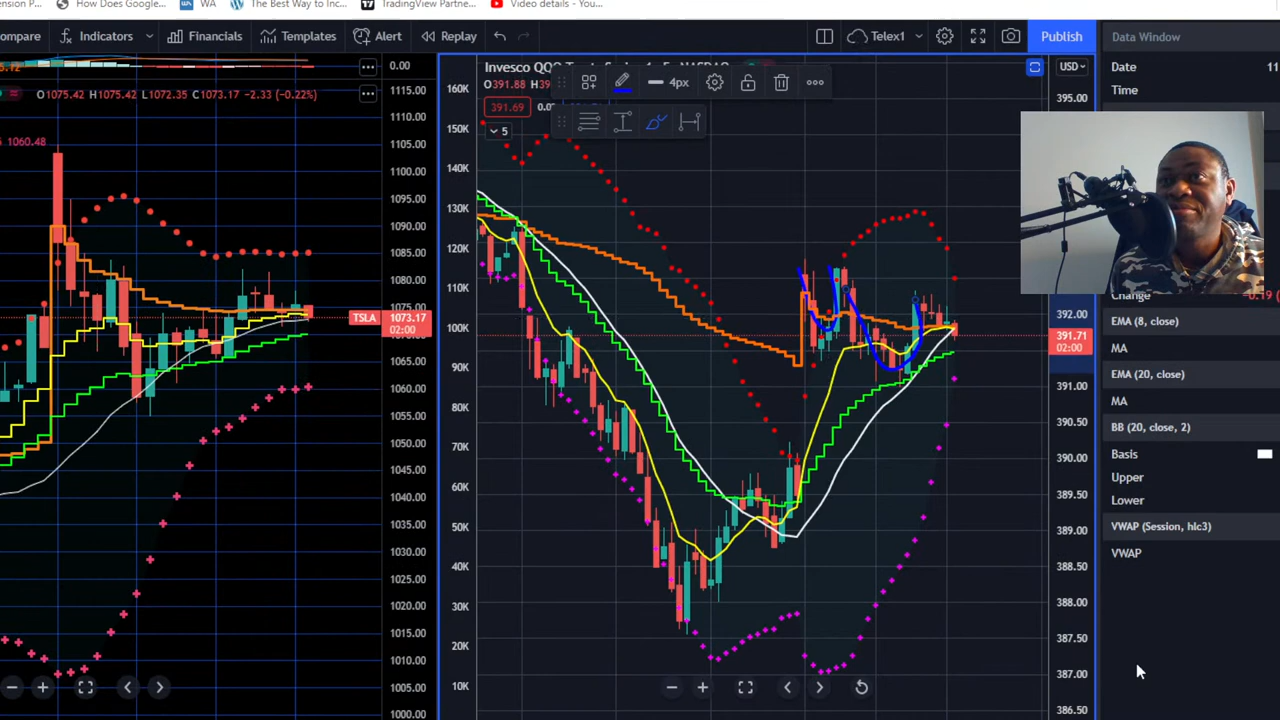 ension P...
How Does Google...
WA
The Best Way to Inc...
TradingView Partne...
Video details - You...
ompare
Indicators
Financials
Templates
Alert
Replay
Telex1
Publish
0.00
O1075.42 H1075.42 L1072.35 C1073.17 -2.33 (-0.22%)
1060.48
1115.00
1110.00
1105.00
1100.00
1095.00
1090.00
1085.00
1080.00
1075.00
TSLA
1073.17
02:00
1065.00
1060.00
1055.00
1050.00
1045.00
1040.00
1035.00
1030.00
1025.00
1020.00
1015.00
1010.00
1005.00
1000.00
Invesco QQQ
NASDAQ
O391.88
391.69
4px
5
160K
150K
140K
130K
120K
110K
100K
90K
80K
70K
60K
50K
40K
30K
20K
10K
USD
395.00
392.00
391.71
02:00
391.00
390.50
390.00
389.50
389.00
388.50
388.00
387.50
387.00
386.50
Data Window
Date
11
Time
Change
-0.19
EMA (8, close)
MA
EMA (20, close)
MA
BB (20, close, 2)
Basis
Upper
Lower
VWAP (Session, hlc3)
VWAP